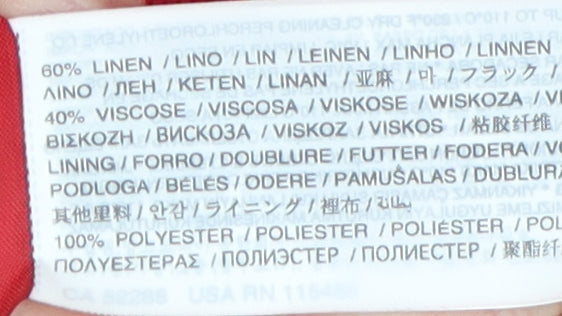 60% LINEN / LINO / LIN / LEINEN / LINHO / LINNEN
ΛΙΝΟ / ЛЕН / KETEN / LINAN / 亚麻 / 마 / フラック /
40% VISCOSE / VISCOSA / VISKOSE / WISKOZA /
ΒΙΣΚΟΖΗ / ВИСКОЗА / VISKOZ / VISKOS / 粘胶纤维
LINING / FORRO / DOUBLURE / FUTTER / FODERA /
PODLOGA / BÉLÉS / ODERE / PAMUŠALAS /
其他里料 / 안감 / ライニング / 裡布 /
100% POLYESTER / POLIESTER / POLIÉSTER /
ΠΟΛΥΕΣΤΕΡΑΣ / ПОЛИЭСТЕР / ПОЛИЕСТЕР / 聚酯纤
CA 52288 USA RN